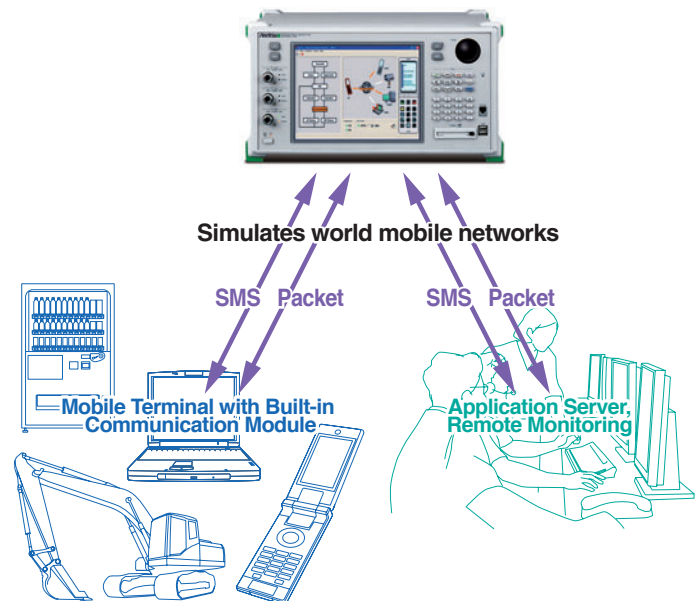 Anritsu
Simulates world mobile networks
SMS Packet
SMS Packet
Mobile Terminal with Built-in
Communication Module
Application Server,
Remote Monitoring